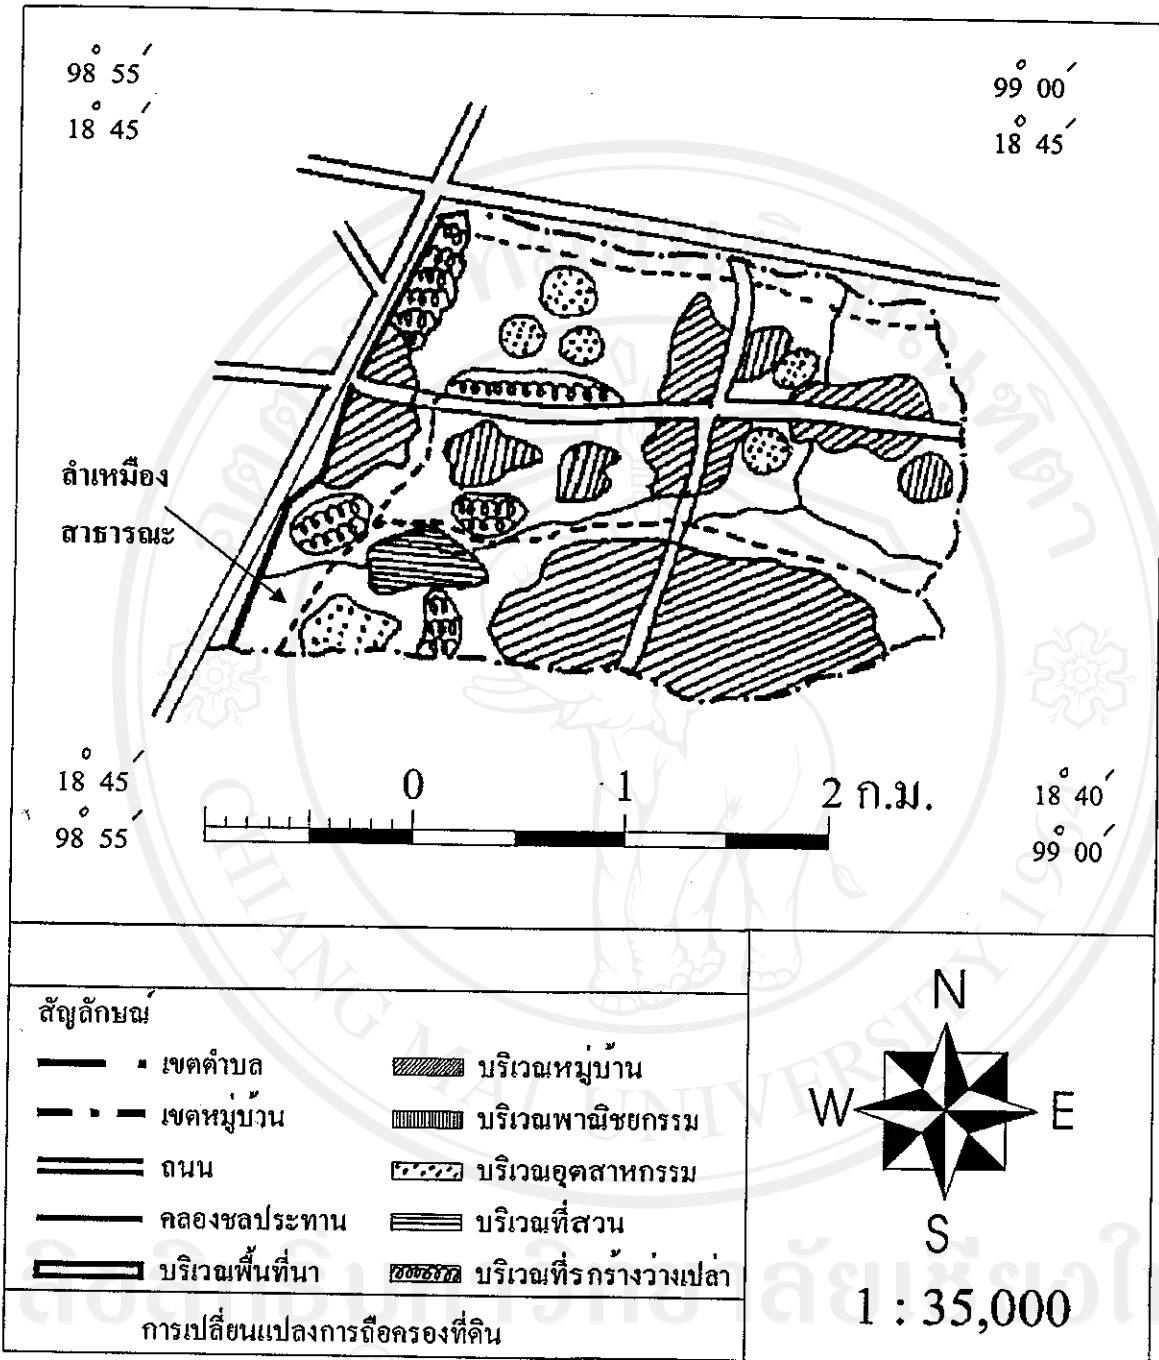 98° 55′
18° 45′
99° 00′
18° 45′
ลำเหมือง
สาธารณะ
18° 45′
98° 55′
0 1 2 ก.ม.
18° 40′
99° 00′
สัญลักษณ์
เขตตำบล
เขตหมู่บ้าน
ถนน
คลองชลประทาน
บริเวณพื้นที่นา
บริเวณหมู่บ้าน
บริเวณพาณิชยกรรม
บริเวณอุตสาหกรรม
บริเวณที่สวน
บริเวณที่รกร้างว่างเปล่า
การเปลี่ยนแปลงการถือครองที่ดิน
N
W E
S
1 : 35,000
CHIANG MAI UNIVERSITY 1964